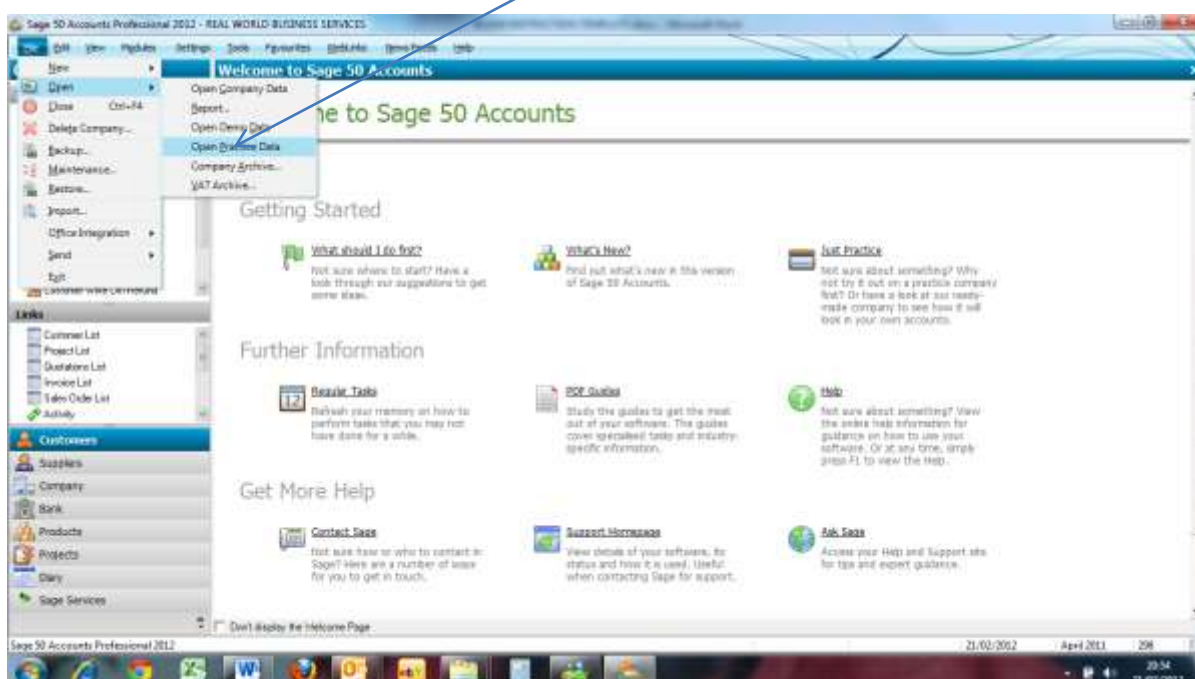 Sage 50 Accounts Professional 2012 - REAL WORLD BUSINESS SERVICES
Edit View Modules Settings Tools Favourites WebLinks News Feeds Help
New
Open
Close Ctrl+F4
Delete Company...
Backup...
Maintenance...
Restore...
Import...
Office Integration
Send
Exit
Open Company Data
Report...
Open Demo Data
Open Practice Data
Company Archive...
VAT Archive...
Welcome to Sage 50 Accounts
me to Sage 50 Accounts
Getting Started
What should I do first?
Not sure where to start? Have a
look through our suggestions to get
some ideas.
What's New?
Find out what's new in this version
of Sage 50 Accounts.
Just Practice
Not sure about something? Why
not try it out on a practice company
first? Or have a look at our ready-
made company to see how it will
look in your own accounts.
Links
Customer List
Project List
Quotations List
Invoice List
Sales Order List
Activity
Further Information
Regular Tasks
Refresh your memory on how to
perform tasks that you may not
have done for a while.
PDF Guides
Study the guides to get the most
out of your software. The guides
cover specialised tasks and industry-
specific information.
Help
Not sure about something? View
the online help information for
guidance on how to use your
software. Or at any time, simply
press F1 to view the Help.
Customers
Suppliers
Company
Bank
Products
Projects
Diary
Sage Services
Get More Help
Contact Sage
Not sure how or who to contact in
Sage? Here are a number of ways
for you to get in touch.
Support Homepage
View details of your software, its
status and how it is used. Useful
when contacting Sage for support.
Ask Sage
Access your Help and Support site
for tips and expert guidance.
Don't display the Welcome Page
Sage 50 Accounts Professional 2012
21/02/2012 April 2011 298
20:54